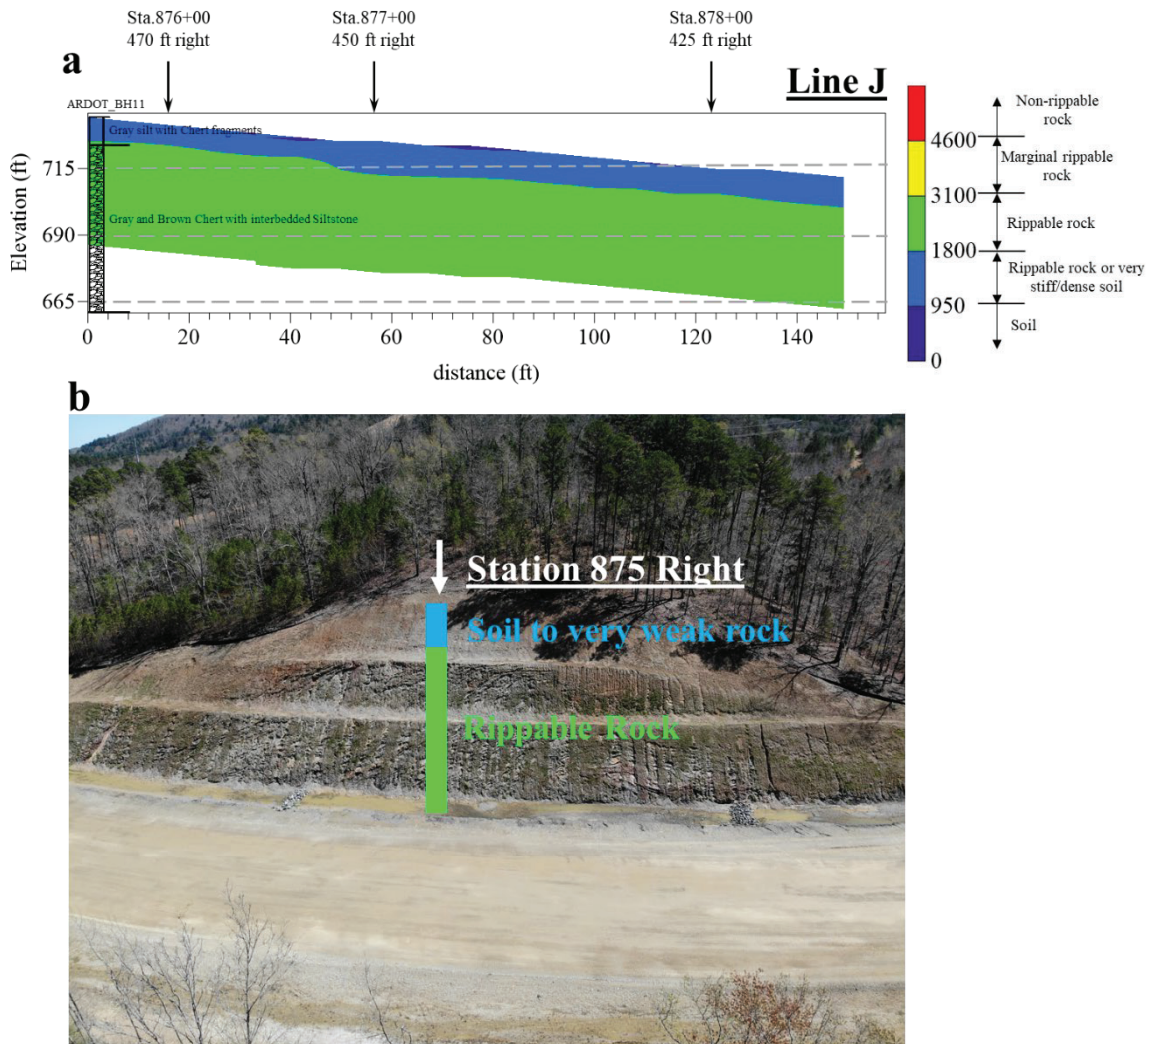 Sta.876+00
470 ft right
Sta.877+00
450 ft right
Sta.878+00
425 ft right
a
Line J
ARDOT_BH11
Gray silt with Chert fragments
Gray and Brown Chert with interbedded Siltstone
Elevation (ft)
715
690
665
0
20
40
60
80
100
120
140
distance (ft)
4600
3100
1800
950
0
Non-rippable
rock
Marginal rippable
rock
Rippable rock
Rippable rock or very
stiff/dense soil
Soil
b
Station 875 Right
Soil to very weak rock
Rippable Rock